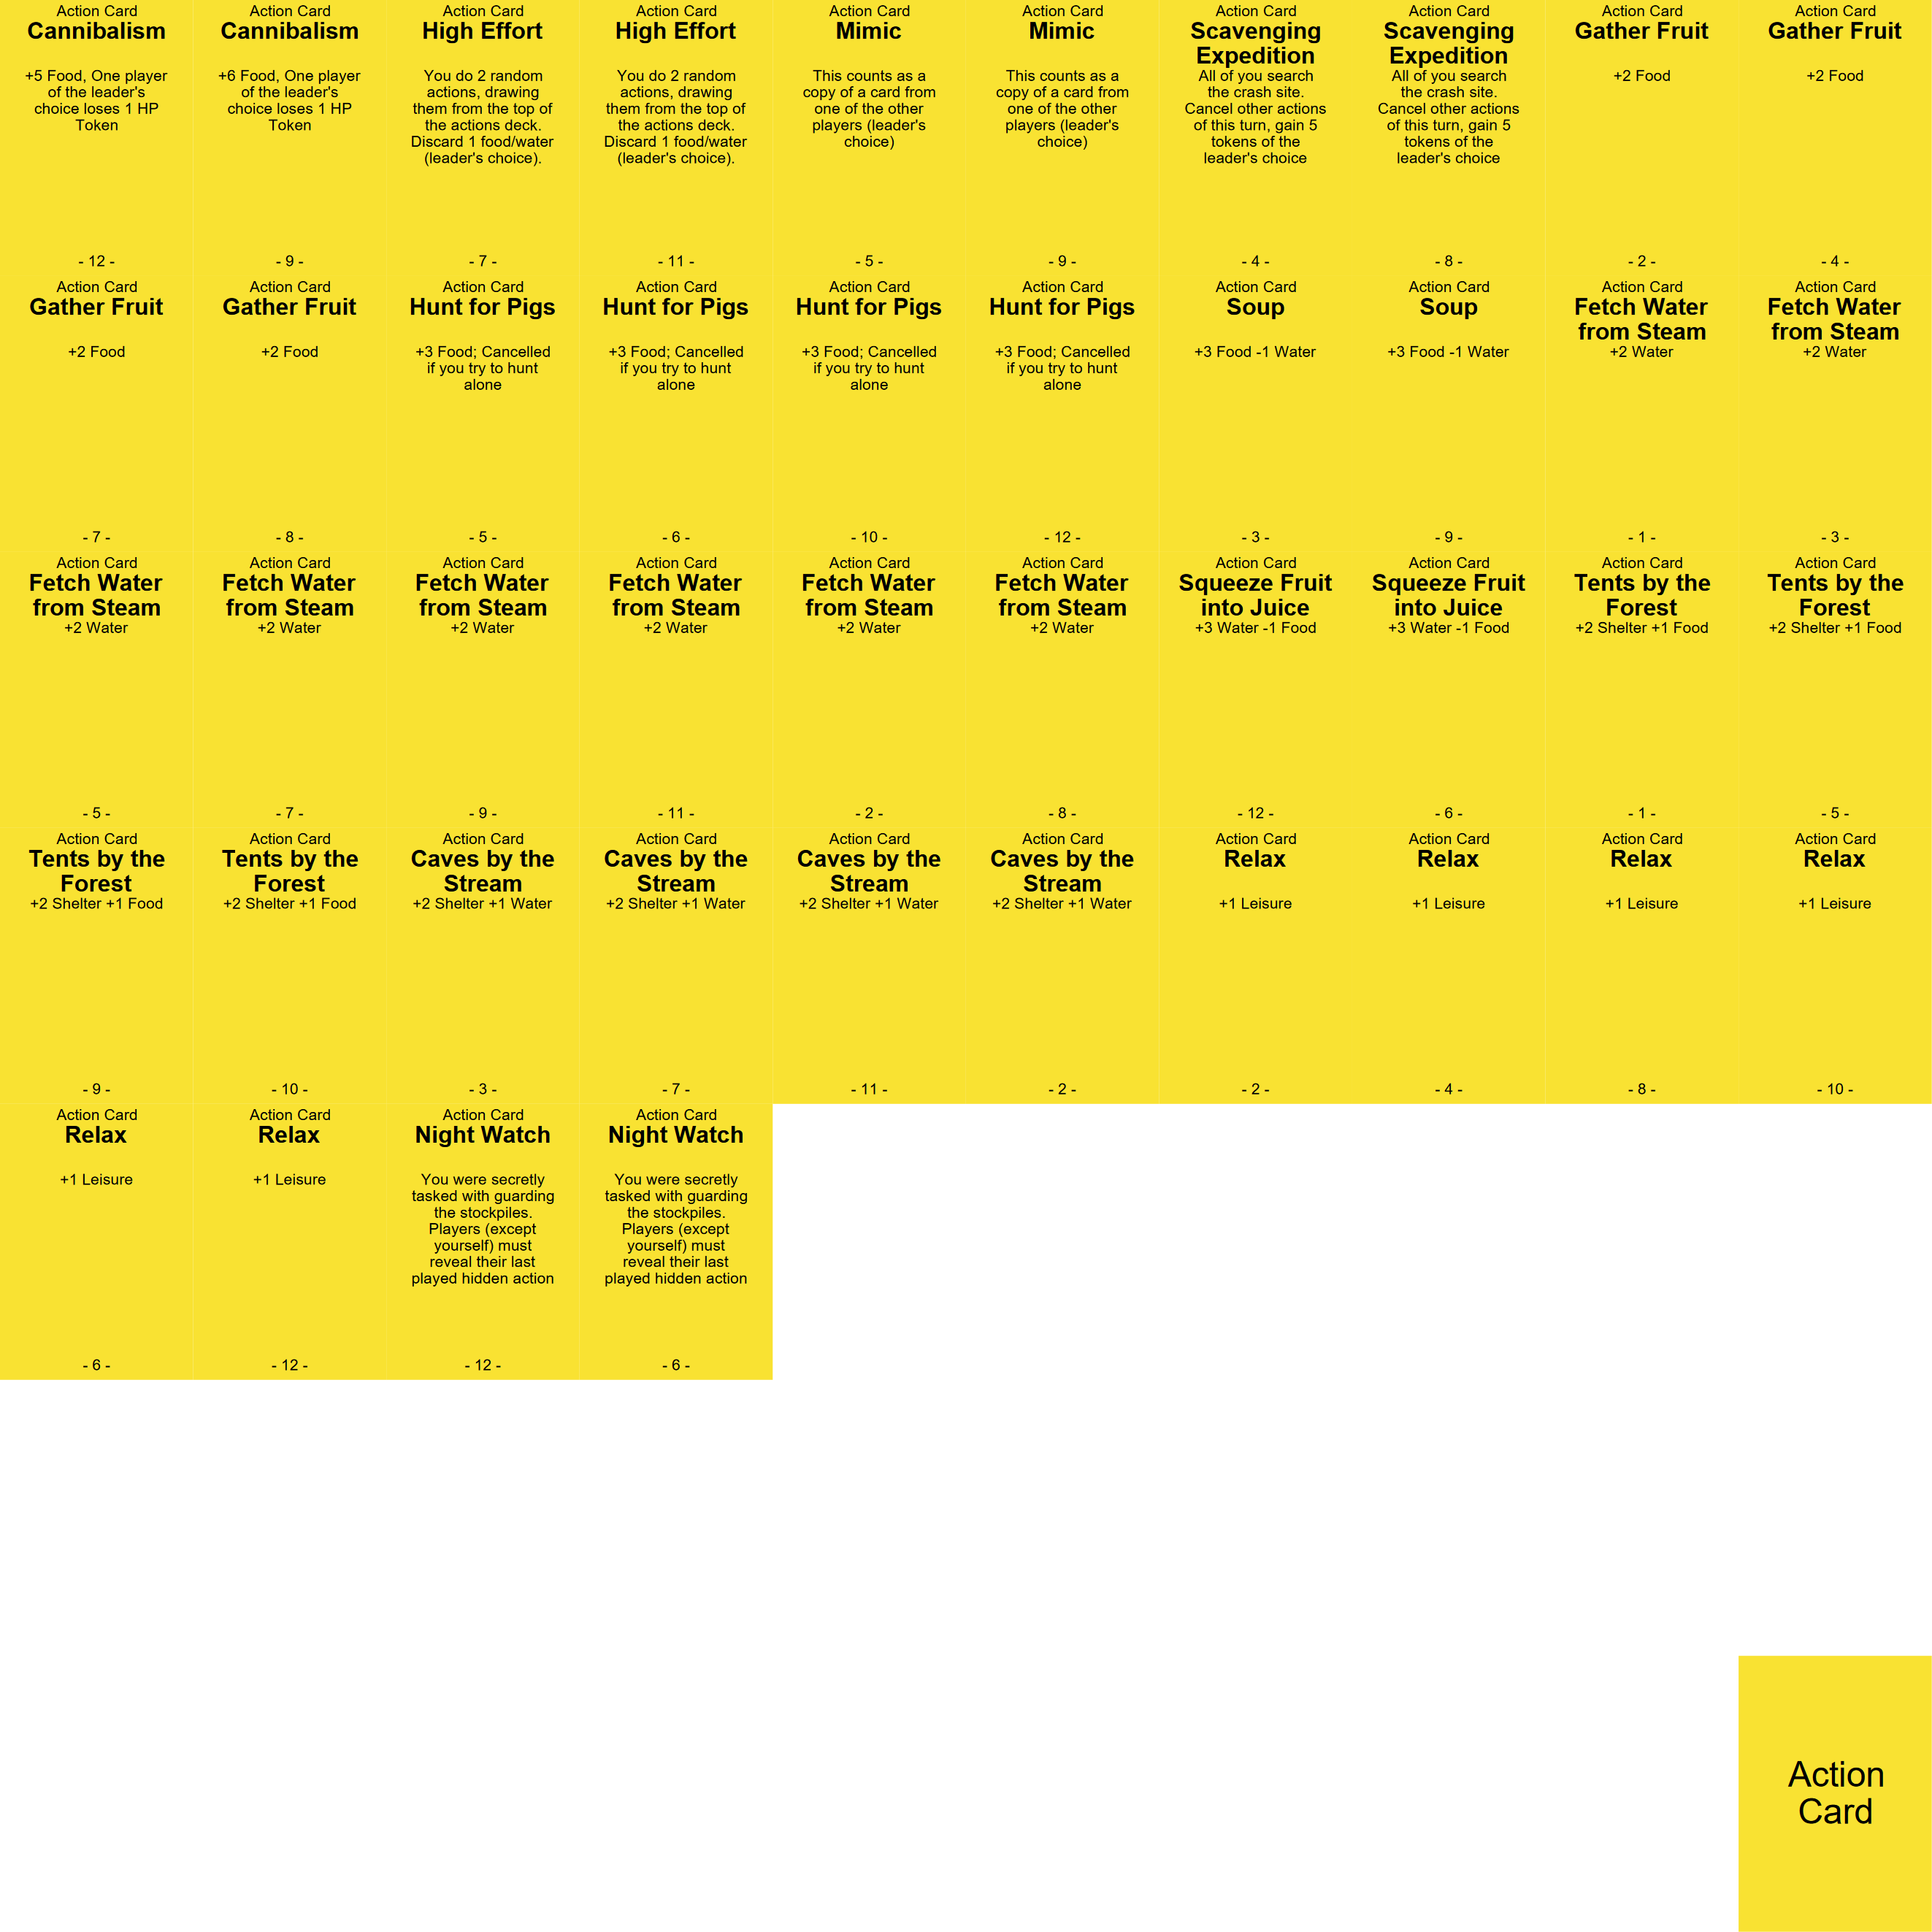 Action Card
Cannibalism
+5 Food, One player
of the leader's
choice loses 1 HP
Token
- 12 -
Action Card
Cannibalism
+6 Food, One player
of the leader's
choice loses 1 HP
Token
- 9 -
Action Card
High Effort
You do 2 random
actions, drawing
them from the top of
the actions deck.
Discard 1 food/water
(leader's choice).
- 7 -
Action Card
High Effort
You do 2 random
actions, drawing
them from the top of
the actions deck.
Discard 1 food/water
(leader's choice).
- 11 -
Action Card
Mimic
This counts as a
copy of a card from
one of the other
players (leader's
choice)
- 5 -
Action Card
Mimic
This counts as a
copy of a card from
one of the other
players (leader's
choice)
- 9 -
Action Card
Scavenging
Expedition
All of you search
the crash site.
Cancel other actions
of this turn, gain 5
tokens of the
leader's choice
- 4 -
Action Card
Scavenging
Expedition
All of you search
the crash site.
Cancel other actions
of this turn, gain 5
tokens of the
leader's choice
- 8 -
Action Card
Gather Fruit
+2 Food
- 2 -
Action Card
Gather Fruit
+2 Food
- 4 -
Action Card
Gather Fruit
+2 Food
- 7 -
Action Card
Gather Fruit
+2 Food
- 8 -
Action Card
Hunt for Pigs
+3 Food; Cancelled
if you try to hunt
alone
- 5 -
Action Card
Hunt for Pigs
+3 Food; Cancelled
if you try to hunt
alone
- 6 -
Action Card
Hunt for Pigs
+3 Food; Cancelled
if you try to hunt
alone
- 10 -
Action Card
Hunt for Pigs
+3 Food; Cancelled
if you try to hunt
alone
- 12 -
Action Card
Soup
+3 Food -1 Water
- 3 -
Action Card
Soup
+3 Food -1 Water
- 9 -
Action Card
Fetch Water
from Steam
+2 Water
- 1 -
Action Card
Fetch Water
from Steam
+2 Water
- 3 -
Action Card
Fetch Water
from Steam
+2 Water
- 5 -
Action Card
Fetch Water
from Steam
+2 Water
- 7 -
Action Card
Fetch Water
from Steam
+2 Water
- 9 -
Action Card
Fetch Water
from Steam
+2 Water
- 11 -
Action Card
Fetch Water
from Steam
+2 Water
- 2 -
Action Card
Fetch Water
from Steam
+2 Water
- 8 -
Action Card
Squeeze Fruit
into Juice
+3 Water -1 Food
- 12 -
Action Card
Squeeze Fruit
into Juice
+3 Water -1 Food
- 6 -
Action Card
Tents by the
Forest
+2 Shelter +1 Food
- 1 -
Action Card
Tents by the
Forest
+2 Shelter +1 Food
- 5 -
Action Card
Tents by the
Forest
+2 Shelter +1 Food
- 9 -
Action Card
Tents by the
Forest
+2 Shelter +1 Food
- 10 -
Action Card
Caves by the
Stream
+2 Shelter +1 Water
- 3 -
Action Card
Caves by the
Stream
+2 Shelter +1 Water
- 7 -
Action Card
Caves by the
Stream
+2 Shelter +1 Water
- 11 -
Action Card
Caves by the
Stream
+2 Shelter +1 Water
- 2 -
Action Card
Relax
+1 Leisure
- 2 -
Action Card
Relax
+1 Leisure
- 4 -
Action Card
Relax
+1 Leisure
- 8 -
Action Card
Relax
+1 Leisure
- 10 -
Action Card
Relax
+1 Leisure
- 6 -
Action Card
Relax
+1 Leisure
- 12 -
Action Card
Night Watch
You were secretly
tasked with guarding
the stockpiles.
Players (except
yourself) must
reveal their last
played hidden action
- 12 -
Action Card
Night Watch
You were secretly
tasked with guarding
the stockpiles.
Players (except
yourself) must
reveal their last
played hidden action
- 6 -
Action
Card